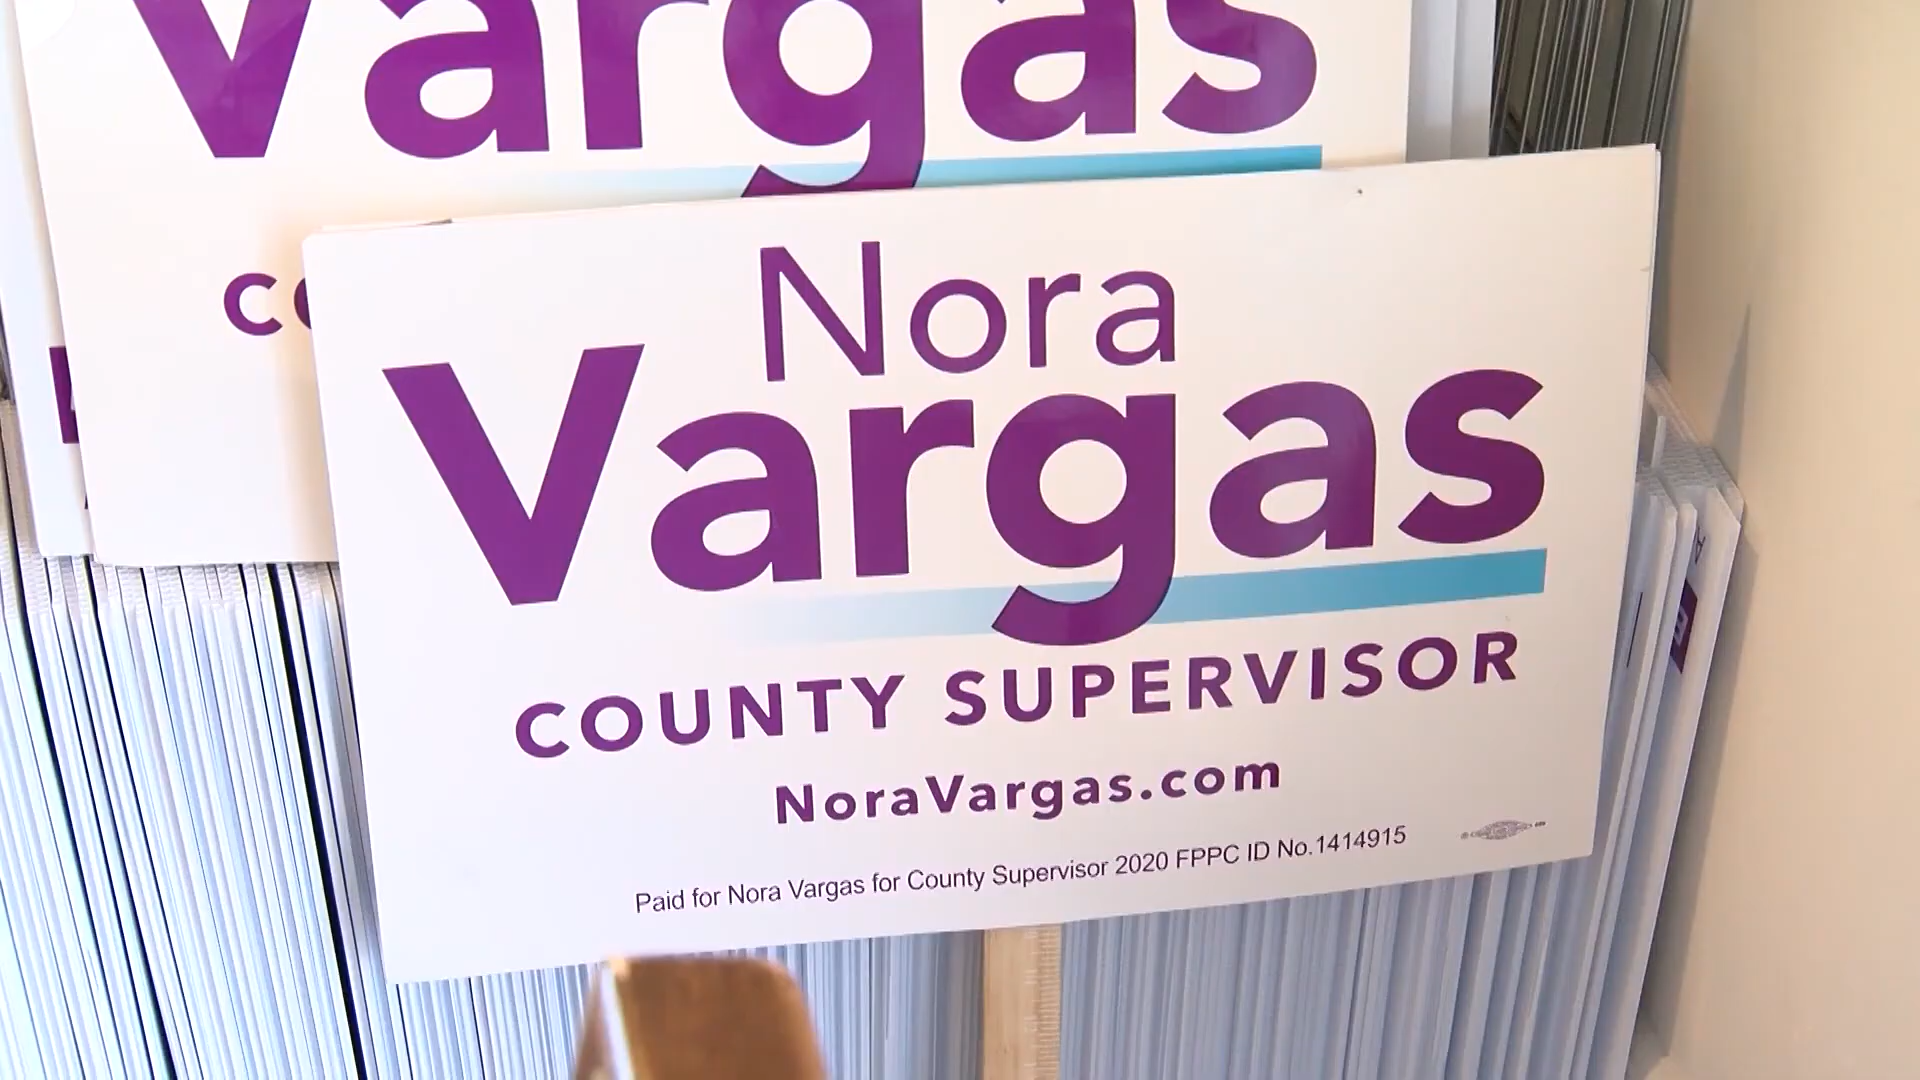 Vargas
Nora
Vargas
COUNTY SUPERVISOR
NoraVargas.com
Paid for Nora Vargas for County Supervisor 2020 FPPC ID No.1414915